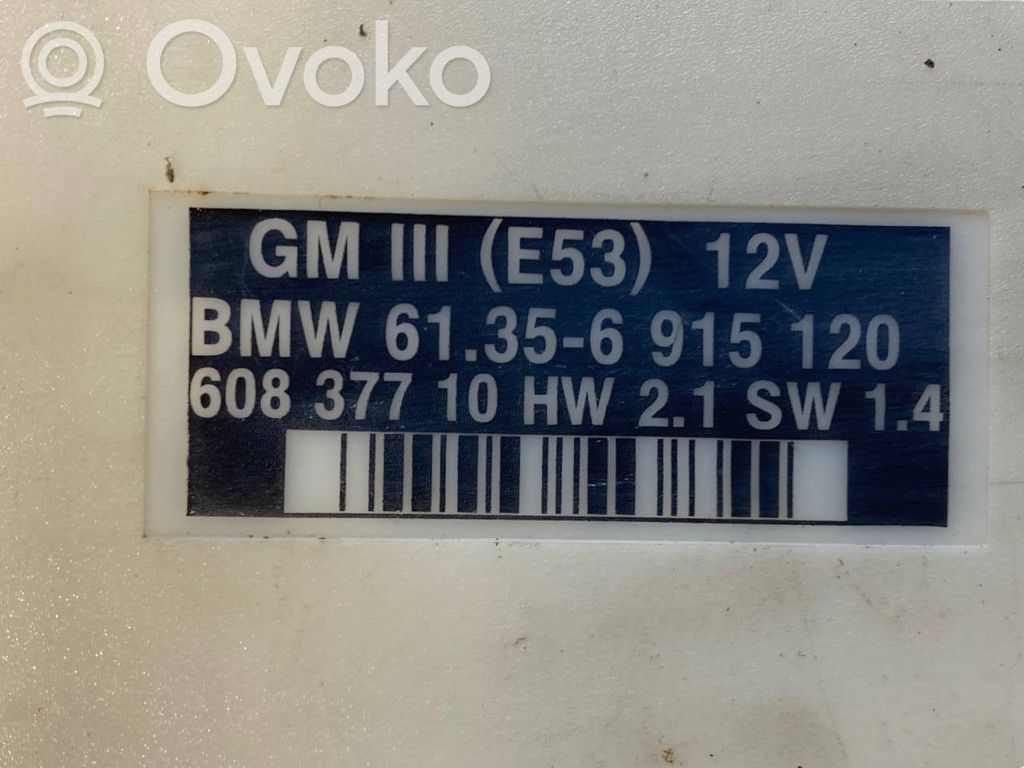 Ovoko
GM III (E53) 12V
BMW 61.35-6 915 120
608 377 10 HW 2.1 SW 1.4